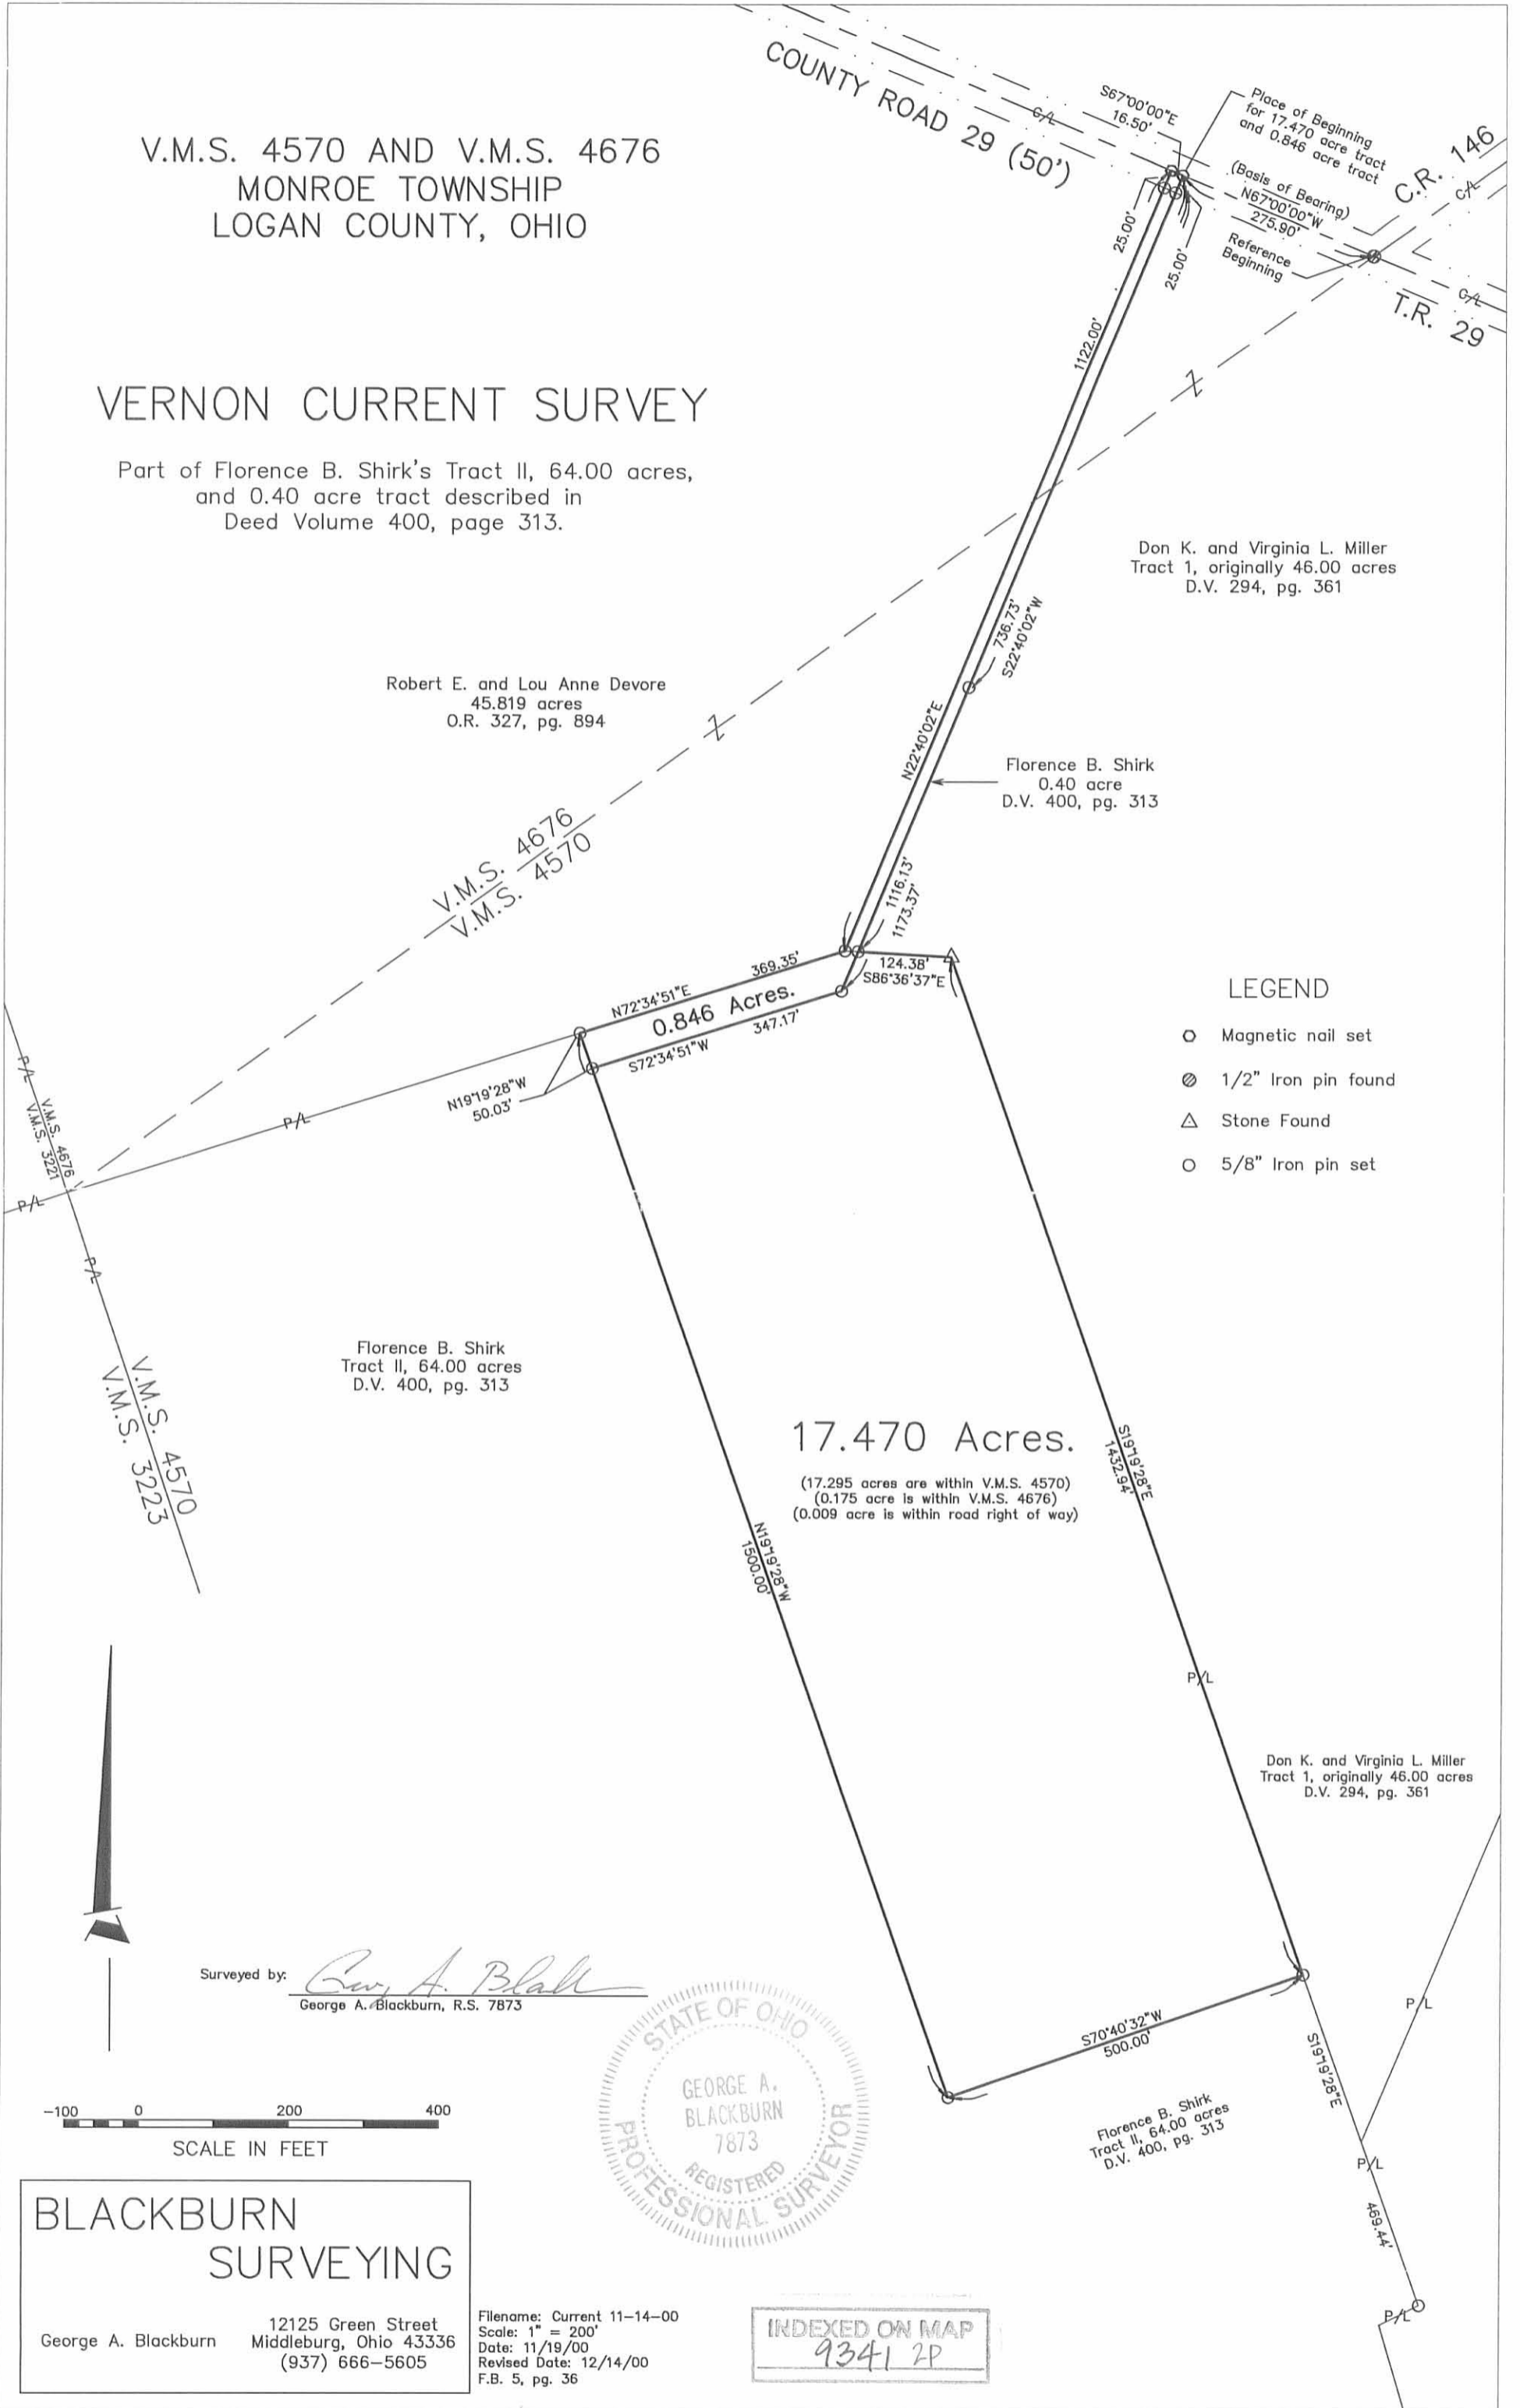 V.M.S. 4570 AND V.M.S. 4676
MONROE TOWNSHIP
LOGAN COUNTY, OHIO
VERNON CURRENT SURVEY
Part of Florence B. Shirk's Tract II, 64.00 acres,
and 0.40 acre tract described in
Deed Volume 400, page 313.
COUNTY ROAD 29 (50')
C/L
S67°00'00"E
16.50'
Place of Beginning
for 17.470 acre tract
and 0.846 acre tract
(Basis of Bearing)
N67°00'00"W
275.90'
Reference
Beginning
C.R. 146
C/L
C/L
T.R. 29
25.00'
25.00'
1122.00'
Don K. and Virginia L. Miller
Tract 1, originally 46.00 acres
D.V. 294, pg. 361
736.73'
S22°40'02"W
N22°40'02"E
Robert E. and Lou Anne Devore
45.819 acres
O.R. 327, pg. 894
Florence B. Shirk
0.40 acre
D.V. 400, pg. 313
V.M.S. 4676
V.M.S. 4570
1116.13'
1173.37'
369.35'
N72°34'51"E
0.846 Acres.
347.17'
S72°34'51"W
124.38'
S86°36'37"E
N19°19'28"W
50.03'
P/L
P/L
P/L
P/L
V.M.S. 4676
V.M.S. 3221
V.M.S. 4570
V.M.S. 3223
LEGEND
Magnetic nail set
1/2" Iron pin found
Stone Found
5/8" Iron pin set
Florence B. Shirk
Tract II, 64.00 acres
D.V. 400, pg. 313
17.470 Acres.
(17.295 acres are within V.M.S. 4570)
(0.175 acre is within V.M.S. 4676)
(0.009 acre is within road right of way)
S19°19'28"E
1432.94'
N19°19'28"W
1500.00'
P/L
Don K. and Virginia L. Miller
Tract 1, originally 46.00 acres
D.V. 294, pg. 361
P/L
S70°40'32"W
500.00'
S19°19'28"E
Florence B. Shirk
Tract II, 64.00 acres
D.V. 400, pg. 313
P/L
469.44'
P/L
Surveyed by:
George A. Blackburn, R.S. 7873
STATE OF OHIO
GEORGE A.
BLACKBURN
7873
REGISTERED
PROFESSIONAL SURVEYOR
-100 0 200 400
SCALE IN FEET
BLACKBURN
SURVEYING
George A. Blackburn
12125 Green Street
Middleburg, Ohio 43336
(937) 666-5605
Filename: Current 11-14-00
Scale: 1" = 200'
Date: 11/19/00
Revised Date: 12/14/00
F.B. 5, pg. 36
INDEXED ON MAP
9341 2P